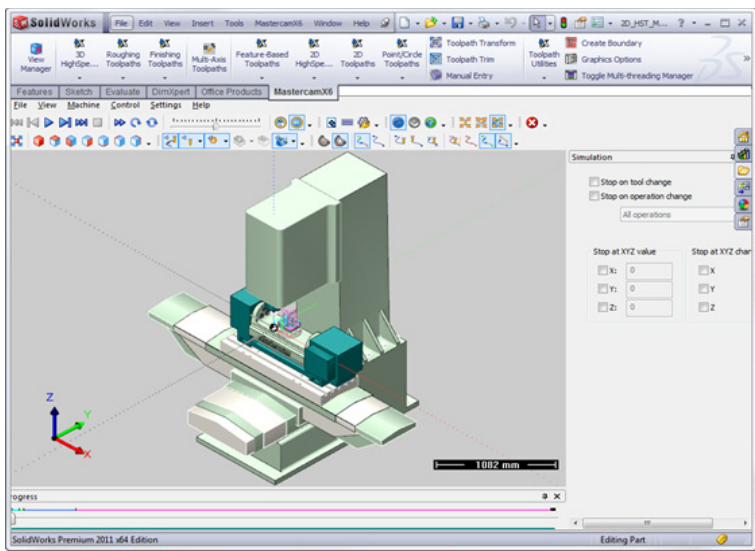 SolidWorks File Edit View Insert Tools MastercamX6 Window Help 2D_HST_M... ?
View Manager
3D HighSpe...
Roughing Toolpaths
Finishing Toolpaths
Multi-Axis Toolpaths
Feature-Based Toolpaths
2D HighSpe...
2D Toolpaths
Point/Circle Toolpaths
Toolpath Transform
Toolpath Trim
Manual Entry
Toolpath Utilities
Create Boundary
Graphics Options
Toggle Multi-threading Manager
Features Sketch Evaluate DimXpert Office Products MastercamX6
File View Machine Control Settings Help
Simulation
Stop on tool change
Stop on operation change
All operations
Stop at XYZ value Stop at XYZ char
X: 0 X
Y: 0 Y
Z: 0 Z
Z
Y
X
1082 mm
rogress
SolidWorks Premium 2011 x64 Edition Editing Part